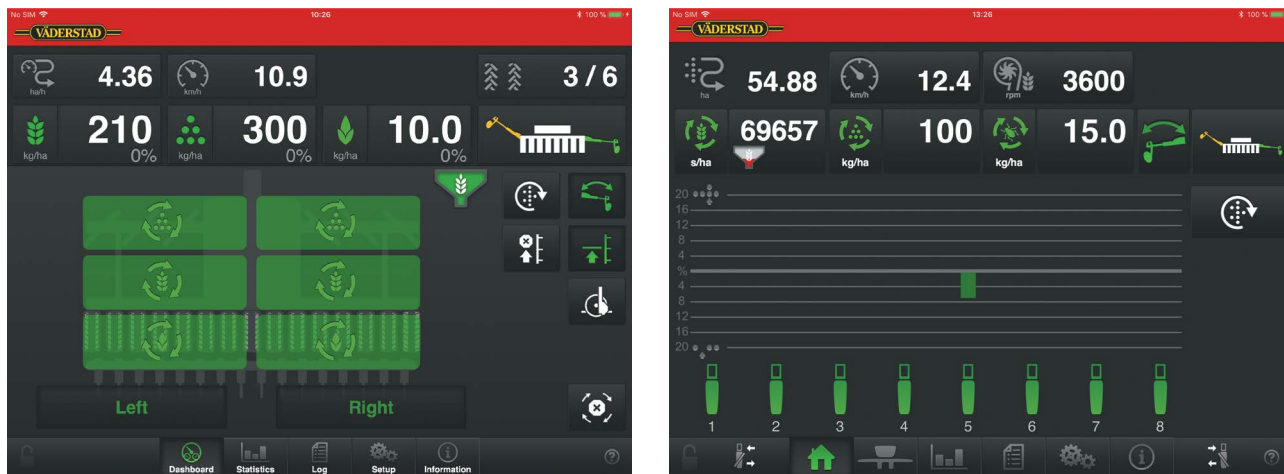 No SIM 10:26 100 %
VÄDERSTAD
4.36 10.9 3 / 6
ha/h km/h
210 300 10.0
kg/ha 0% kg/ha 0% kg/ha 0%
Left Right
Dashboard Statistics Log Setup Information ?
No SIM 13:26 100 %
VÄDERSTAD
54.88 12.4 3600
ha km/h rpm
69657 100 15.0
s/ha kg/ha kg/ha
20
16
12
8
4
%
4
8
12
16
20
1 2 3 4 5 6 7 8
?